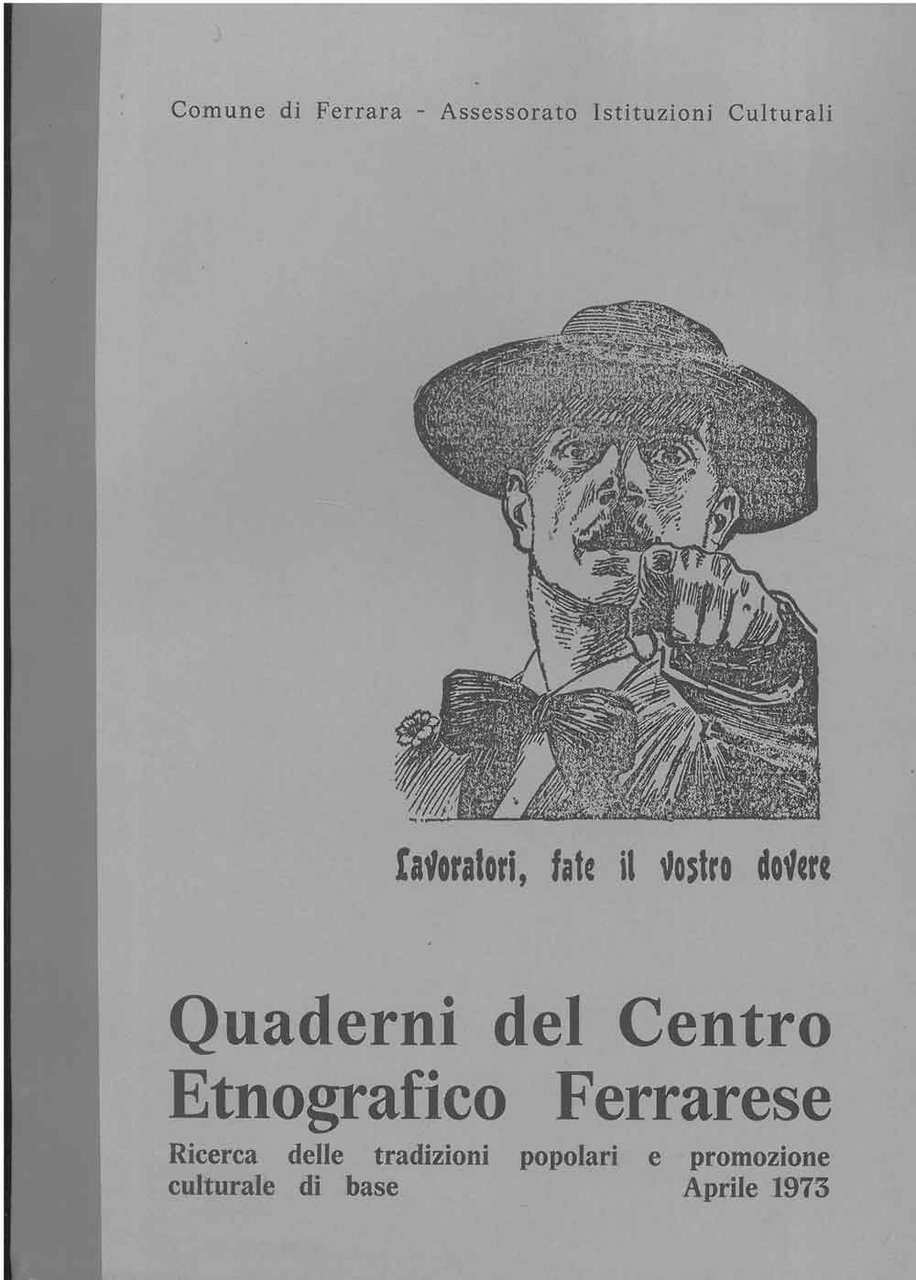 Comune di Ferrara - Assessorato Istituzioni Culturali
Lavoratori, fate il vostro dovere
Quaderni del Centro
Etnografico Ferrarese
Ricerca delle tradizioni popolari e promozione
culturale di base Aprile 1973